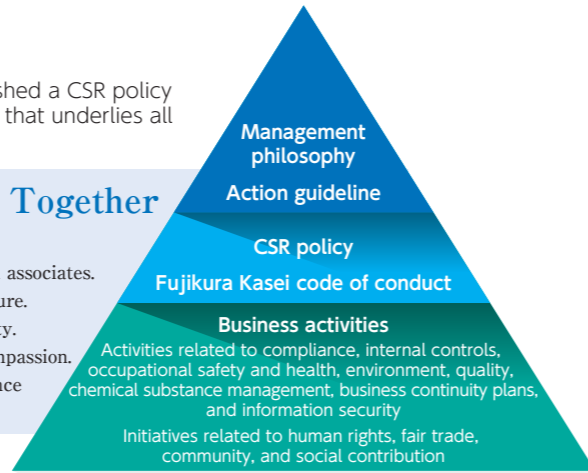 shed a CSR policy
that underlies all
Together
associates.
ure.
ty.
npassion.
nce
Management
philosophy
Action guideline
CSR policy
Fujikura Kasei code of conduct
Business activities
Activities related to compliance, internal controls,
occupational safety and health, environment, quality,
chemical substance management, business continuity plans,
and information security
Initiatives related to human rights, fair trade,
community, and social contribution